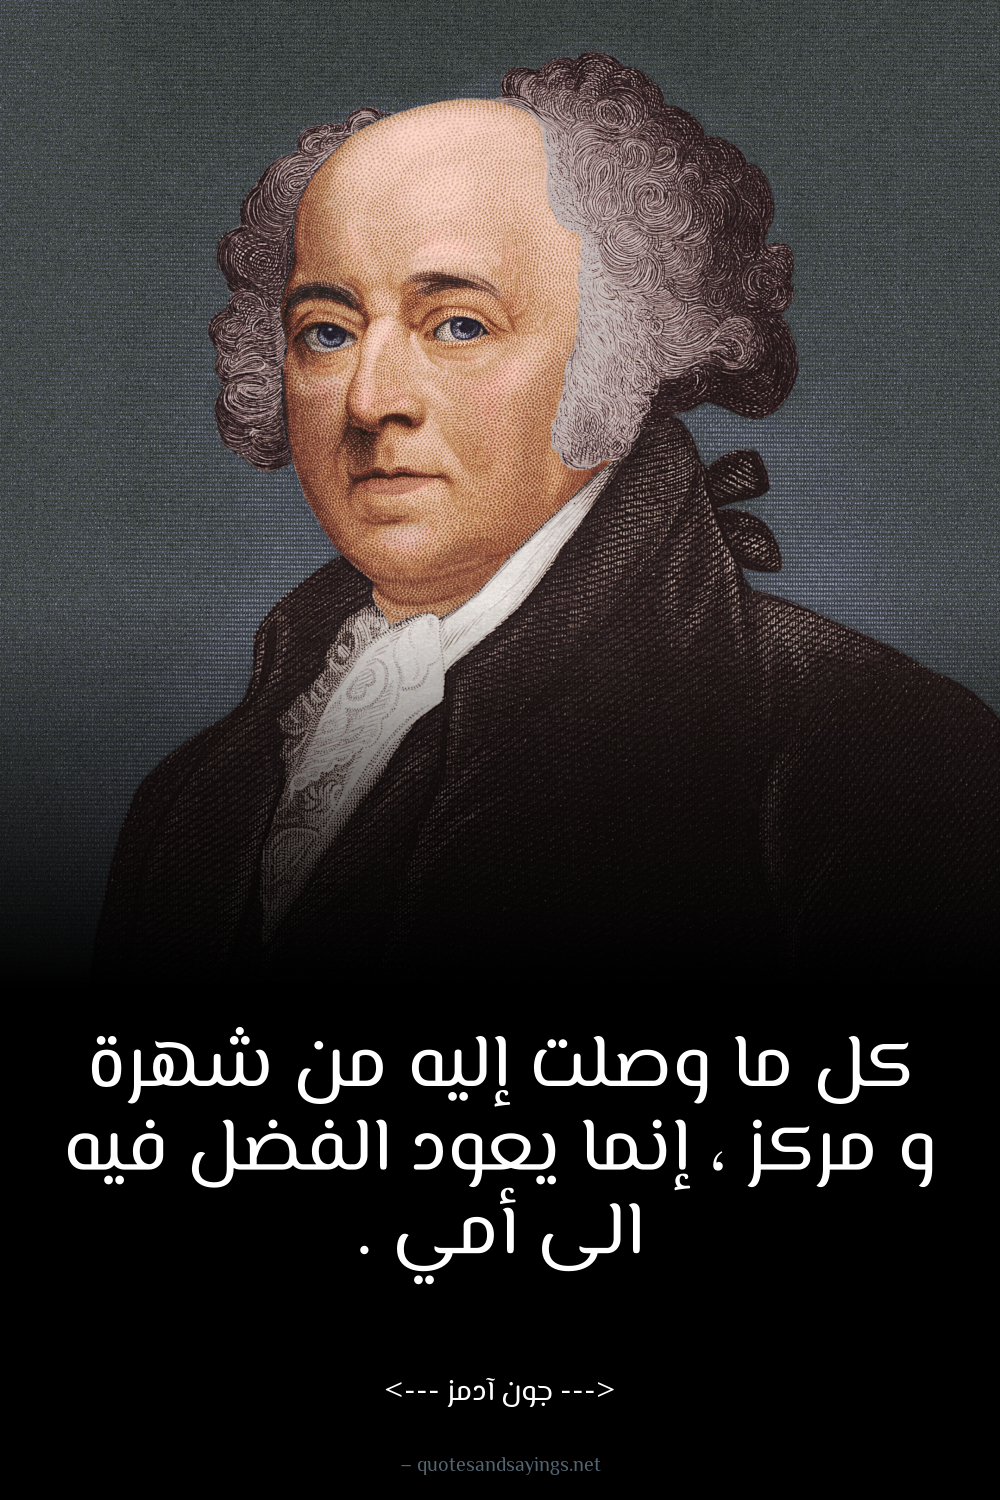 كل ما وصلت إليه من شهرة
و مركز ، إنما يعود الفضل فيه
الى أمي .
<--- جون آدمز --->
– quotesandsayings.net